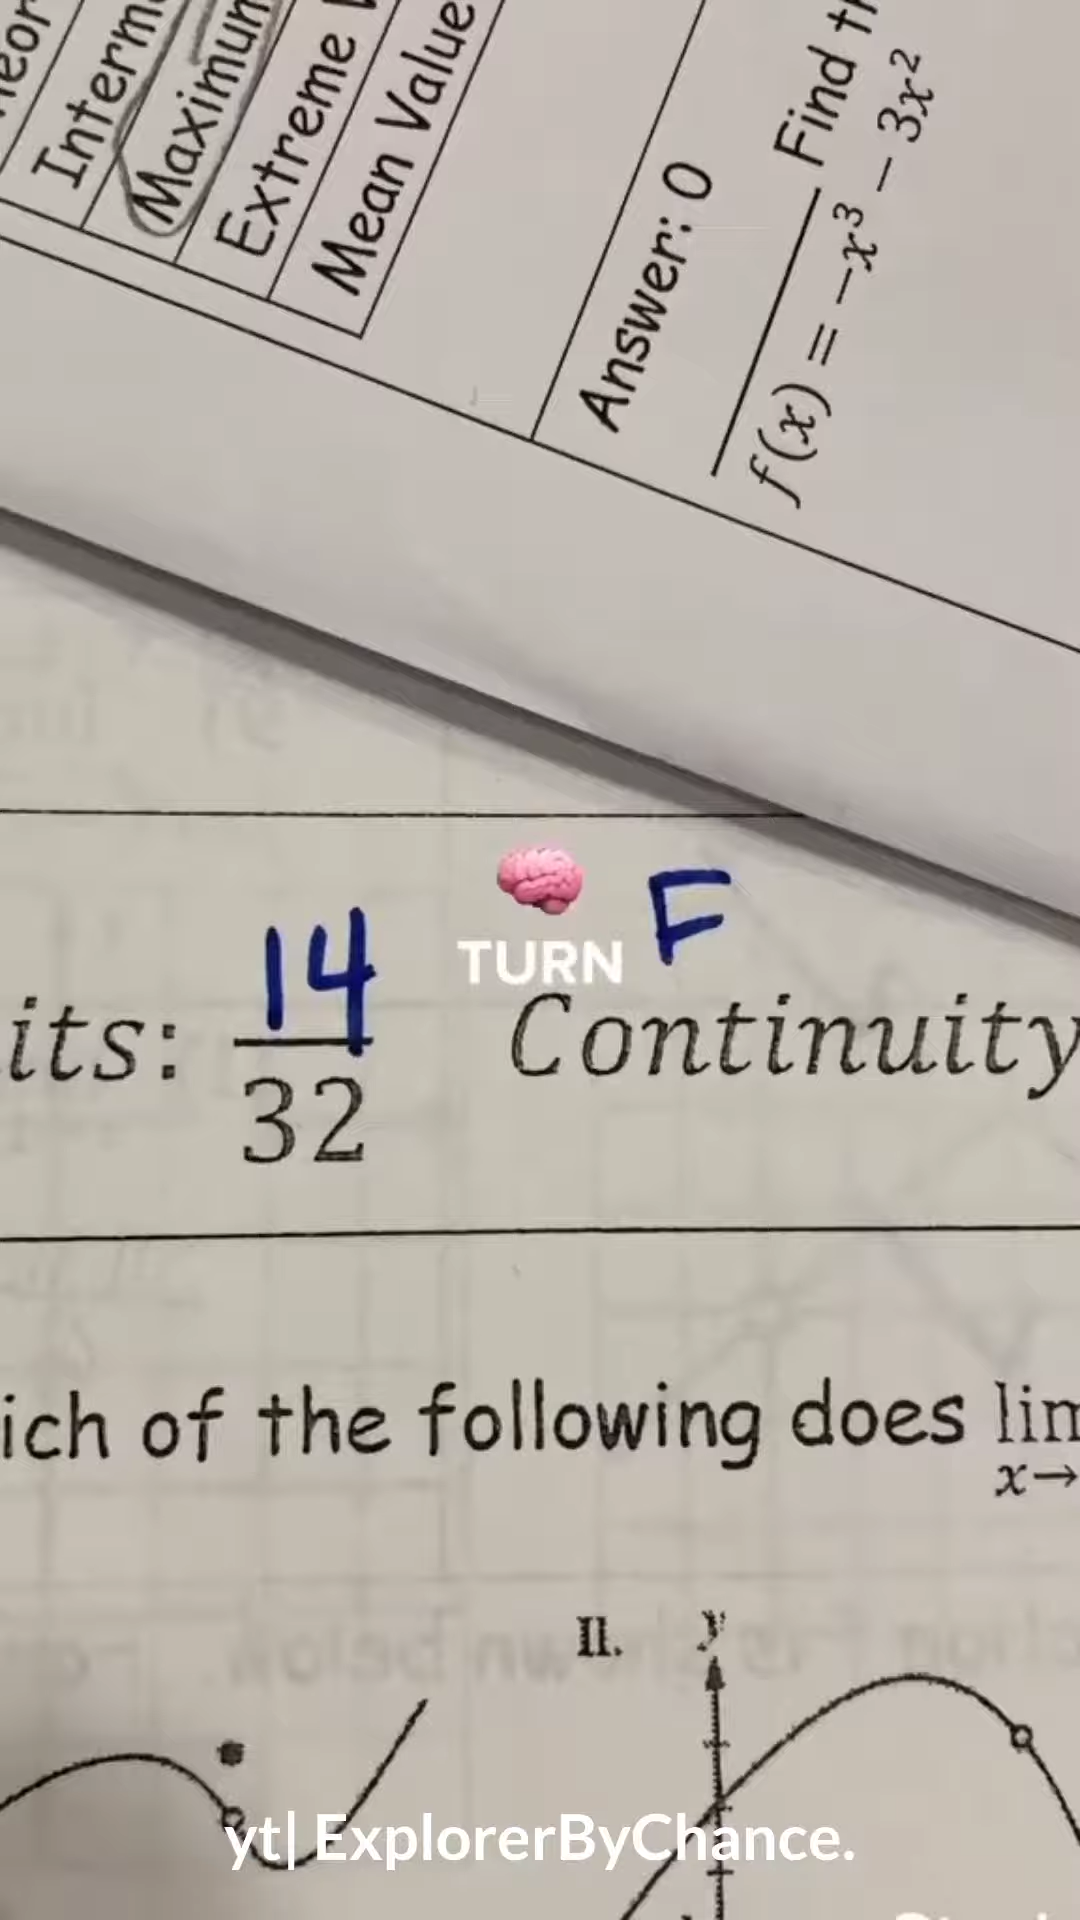 Interm
Maximum
Extreme
Mean Value
Answer: 0
Find
f(x) = −x³ − 3x²
🧠
TURN
F
its: 14/32
Continuity
ich of the following does lim
x→
II. y
yt| ExplorerByChance.